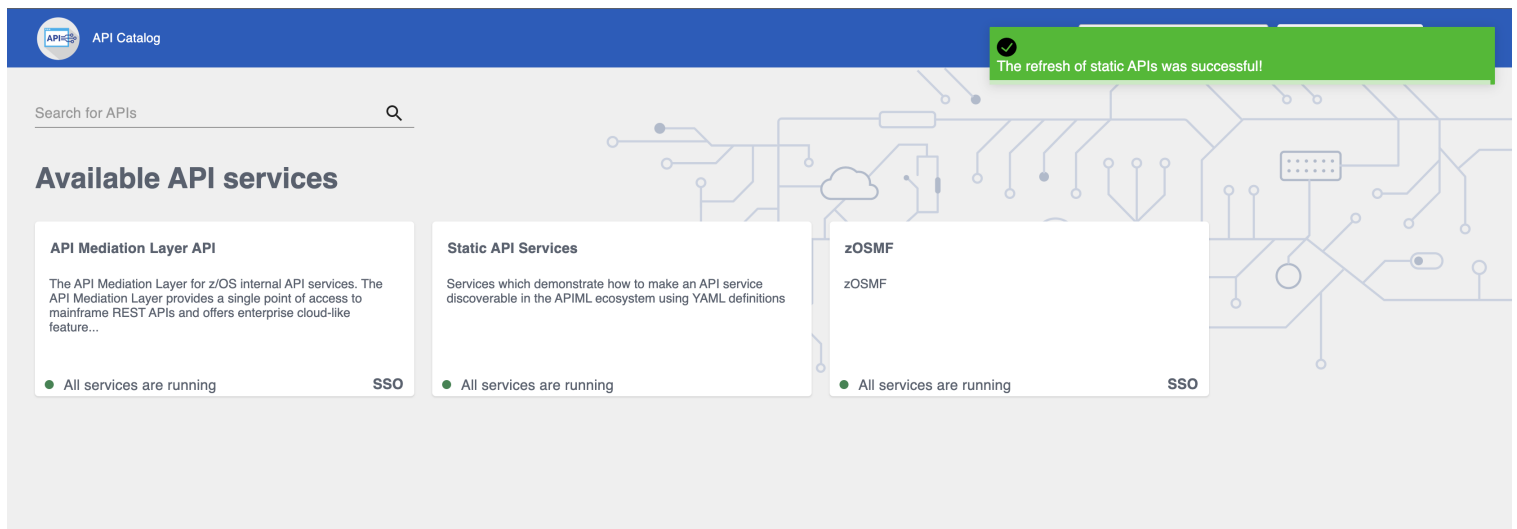 API
API Catalog
The refresh of static APIs was successful!
Search for APIs
Available API services
API Mediation Layer API
The API Mediation Layer for z/OS internal API services. The
API Mediation Layer provides a single point of access to
mainframe REST APIs and offers enterprise cloud-like
feature...
All services are running
SSO
Static API Services
Services which demonstrate how to make an API service
discoverable in the APIML ecosystem using YAML definitions
All services are running
zOSMF
zOSMF
All services are running
SSO